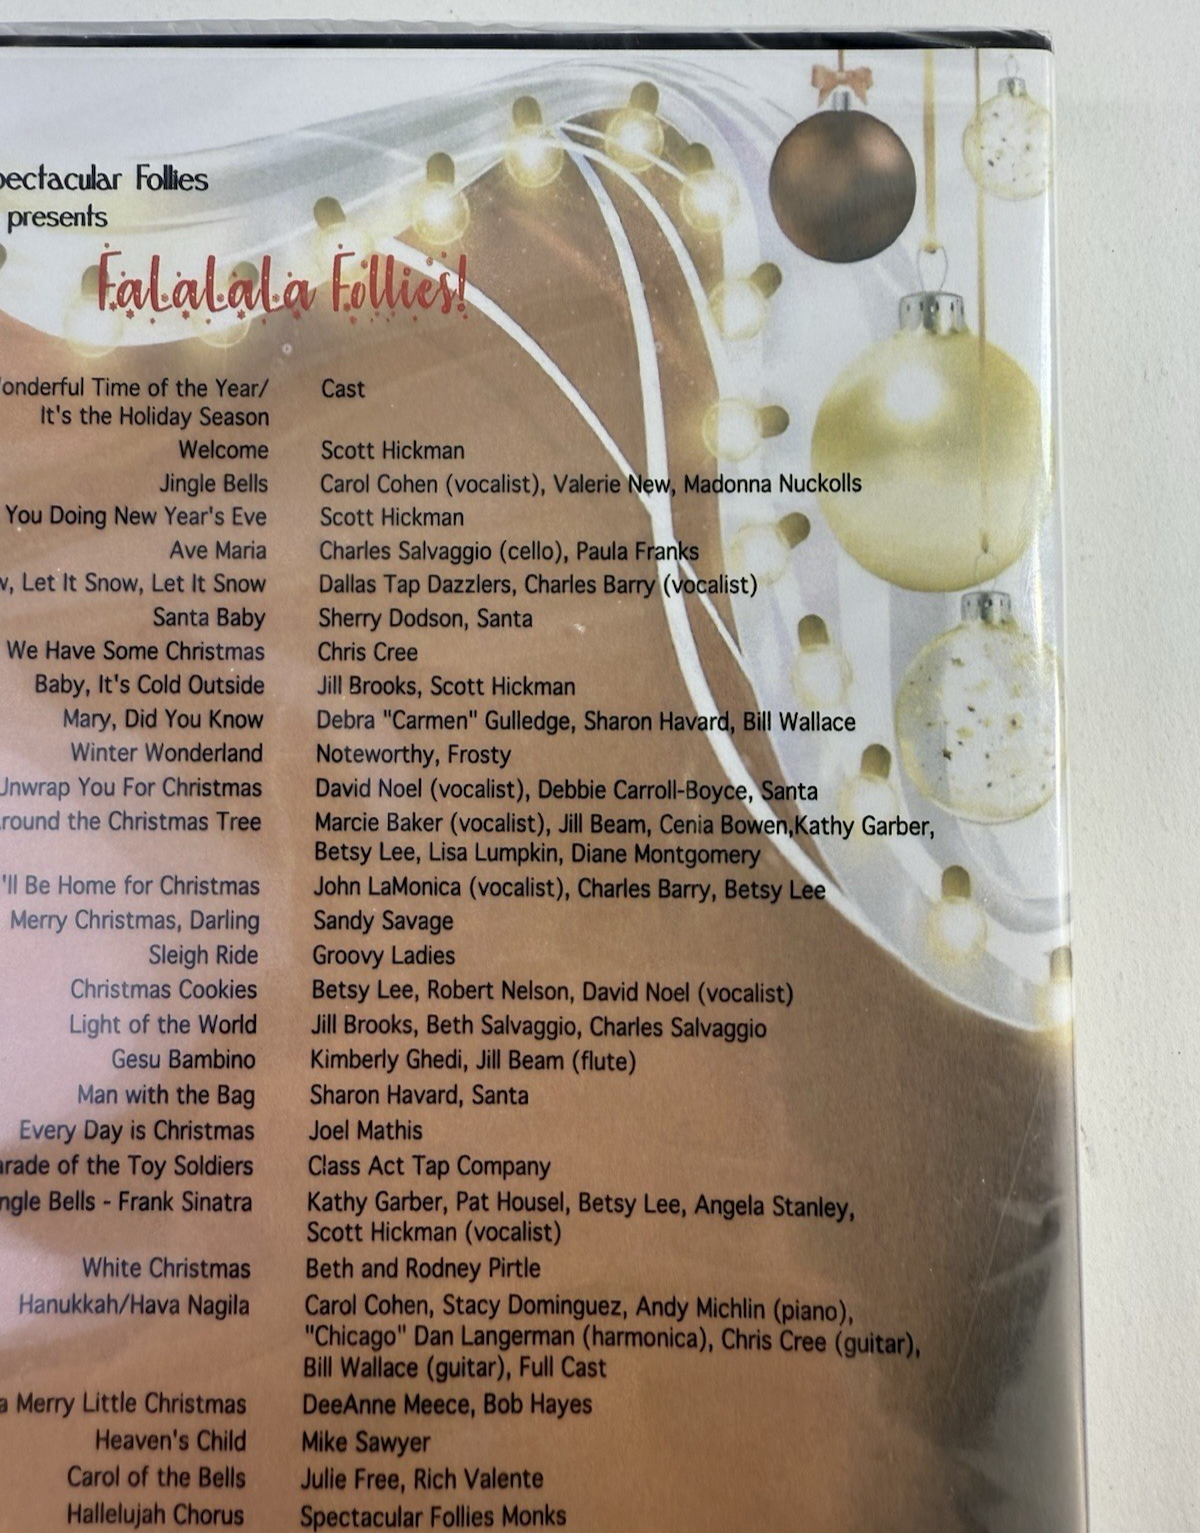 Follies
presents
FaLaLaLa Follies!
Time of the Year/ Cast
It's the Holiday Season
Welcome Scott Hickman
Jingle Bells Carol Cohen (vocalist), Valerie New, Madonna Nuckolls
You Doing New Year's Eve Scott Hickman
Ave Maria Charles Salvaggio (cello), Paula Franks
Let It Snow, Let It Snow Dallas Tap Dazzlers, Charles Barry (vocalist)
Santa Baby Sherry Dodson, Santa
We Have Some Christmas Chris Cree
Baby, It's Cold Outside Jill Brooks, Scott Hickman
Mary, Did You Know Debra "Carmen" Gulledge, Sharon Havard, Bill Wallace
Winter Wonderland Noteworthy, Frosty
Unwrap You For Christmas David Noel (vocalist), Debbie Carroll-Boyce, Santa
the Christmas Tree Marcie Baker (vocalist), Jill Beam, Cenia Bowen,Kathy Garber,
Betsy Lee, Lisa Lumpkin, Diane Montgomery
'll Be Home for Christmas John LaMonica (vocalist), Charles Barry, Betsy Lee
Merry Christmas, Darling Sandy Savage
Sleigh Ride Groovy Ladies
Christmas Cookies Betsy Lee, Robert Nelson, David Noel (vocalist)
Light of the World Jill Brooks, Beth Salvaggio, Charles Salvaggio
Gesu Bambino Kimberly Ghedi, Jill Beam (flute)
Man with the Bag Sharon Havard, Santa
Every Day is Christmas Joel Mathis
of the Toy Soldiers Class Act Tap Company
Bells - Frank Sinatra Kathy Garber, Pat Housel, Betsy Lee, Angela Stanley,
Scott Hickman (vocalist)
White Christmas Beth and Rodney Pirtle
Hanukkah/Hava Nagila Carol Cohen, Stacy Dominguez, Andy Michlin (piano),
"Chicago" Dan Langerman (harmonica), Chris Cree (guitar),
Bill Wallace (guitar), Full Cast
a Merry Little Christmas DeeAnne Meece, Bob Hayes
Heaven's Child Mike Sawyer
Carol of the Bells Julie Free, Rich Valente
Hallelujah Chorus Spectacular Follies Monks